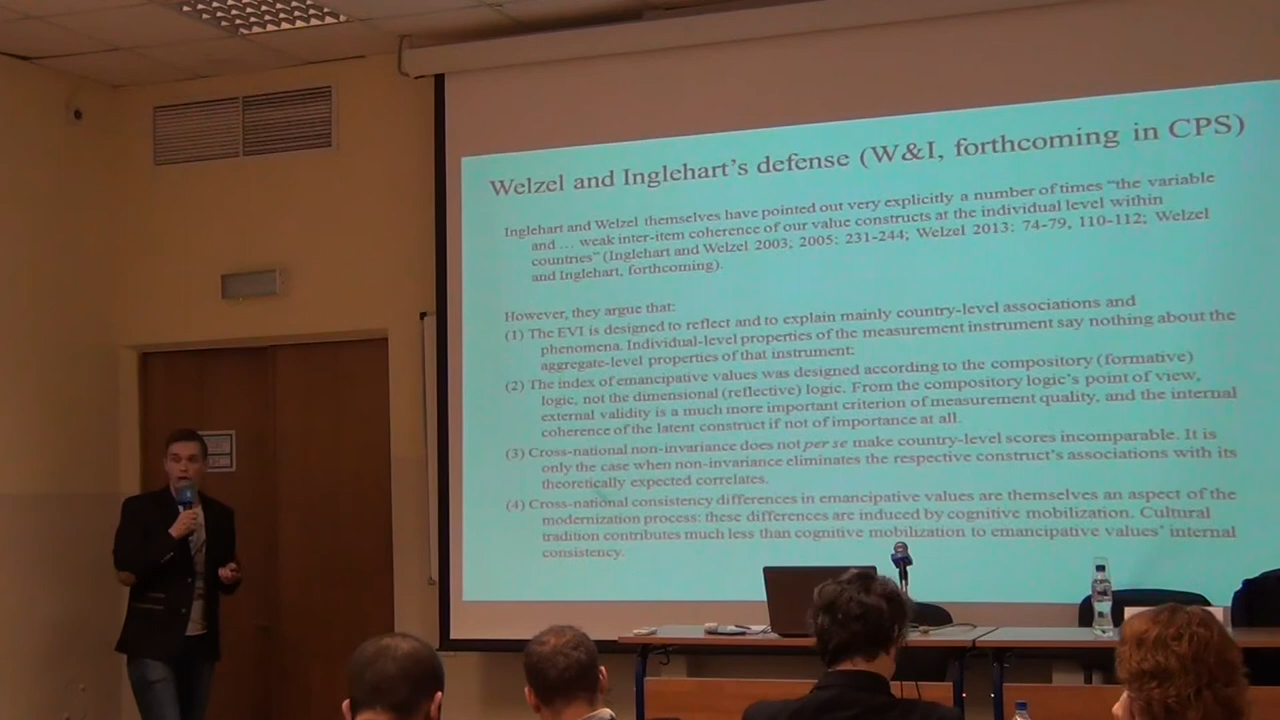 Welzel and Inglehart's defense (W&I, forthcoming in CPS)
Inglehart and Welzel themselves have pointed out very explicitly a number of times "the variable
and … weak inter-item coherence of our value constructs at the individual level within
countries" (Inglehart and Welzel 2003; 2005: 231-244; Welzel 2013: 74-79, 110-112; Welzel
and Inglehart, forthcoming).
However, they argue that:
(1) The EVI is designed to reflect and to explain mainly country-level associations and
phenomena. Individual-level properties of the measurement instrument say nothing about the
aggregate-level properties of that instrument;
(2) The index of emancipative values was designed according to the compository (formative)
logic, not the dimensional (reflective) logic. From the compository logic's point of view,
external validity is a much more important criterion of measurement quality, and the internal
coherence of the latent construct if not of importance at all.
(3) Cross-national non-invariance does not per se make country-level scores incomparable. It is
only the case when non-invariance eliminates the respective construct's associations with its
theoretically expected correlates.
(4) Cross-national consistency differences in emancipative values are themselves an aspect of the
modernization process: these differences are induced by cognitive mobilization. Cultural
tradition contributes much less than cognitive mobilization to emancipative values' internal
consistency.